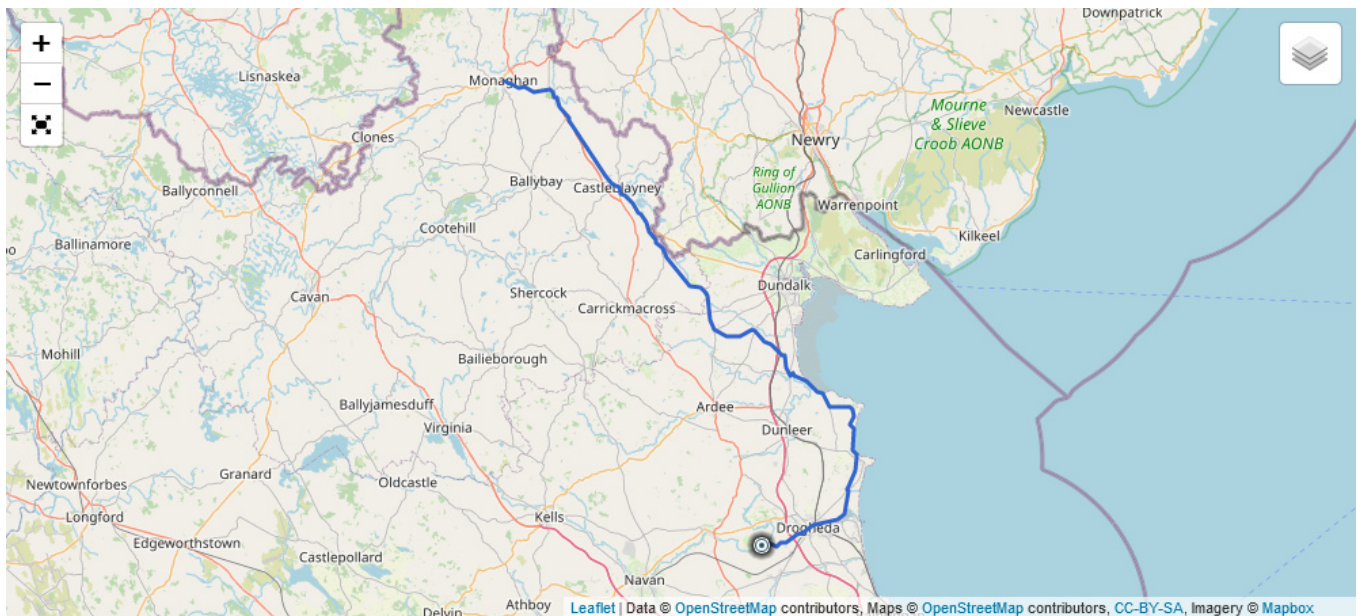 Downpatrick
+
Lisnaskea
Monaghan
−
Newcastle
Mourne
& Slieve
Croob AONB
Clones
Newry
Ring of
Gullion
AONB
Ballyconnell
Ballybay
Castleblayney
Warrenpoint
Cootehill
Kilkeel
Ballinamore
Carlingford
Dundalk
Cavan
Shercock
Carrickmacross
Mohill
Bailieborough
Ballyjamesduff
Ardee
Virginia
Dunleer
Granard
Oldcastle
Newtownforbes
Longford
Kells
Drogheda
Edgeworthstown
Castlepollard
Navan
Athboy
Delvin
Leaflet | Data © OpenStreetMap contributors, Maps © OpenStreetMap contributors, CC-BY-SA, Imagery © Mapbox